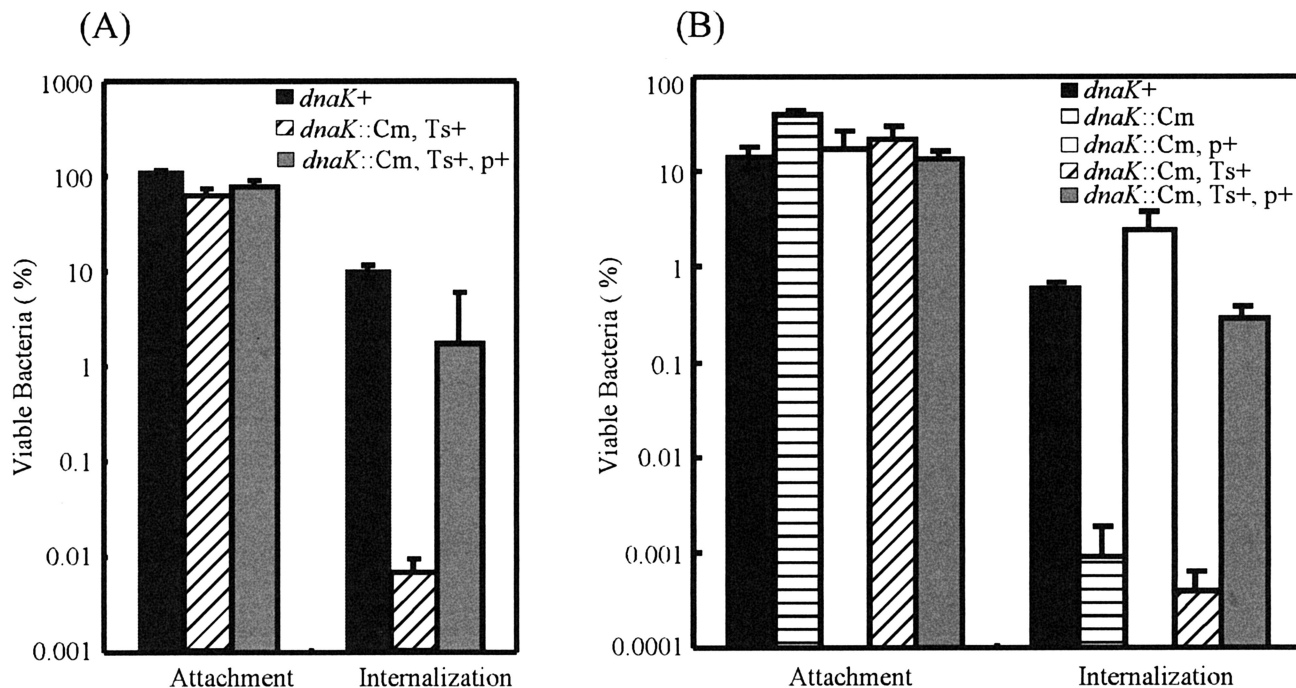 (A)
Viable Bacteria ( %)
1000
100
10
1
0.1
0.01
0.001
dnaK+
dnaK::Cm, Ts+
dnaK::Cm, Ts+, p+
Attachment
Internalization
(B)
Viable Bacteria ( %)
100
10
1
0.1
0.01
0.001
0.0001
dnaK+
dnaK::Cm
dnaK::Cm, p+
dnaK::Cm, Ts+
dnaK::Cm, Ts+, p+
Attachment
Internalization